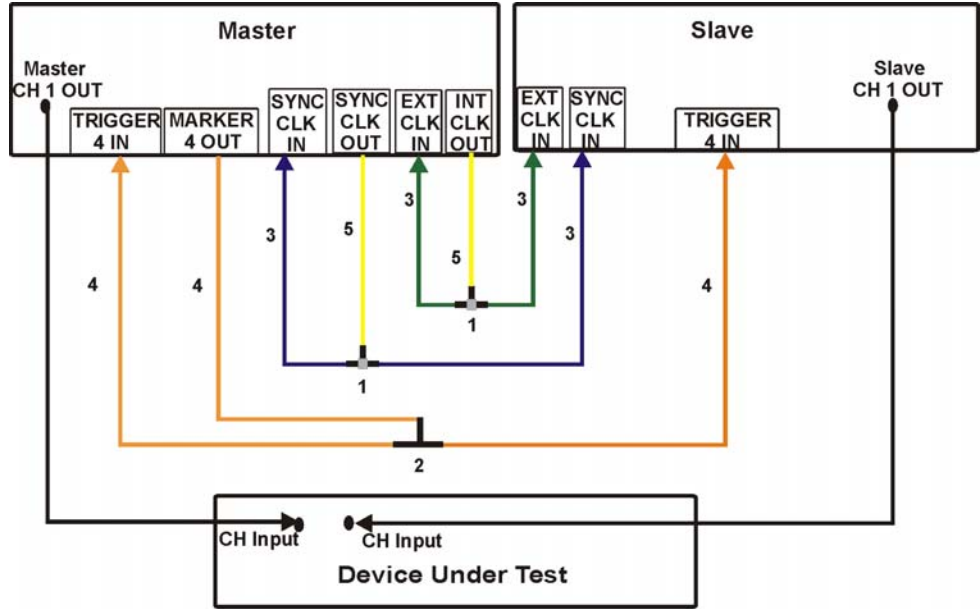 Master
Slave
Master
CH 1 OUT
TRIGGER
4 IN
MARKER
4 OUT
SYNC
CLK
IN
SYNC
CLK
OUT
EXT
CLK
IN
INT
CLK
OUT
EXT
CLK
IN
SYNC
CLK
IN
TRIGGER
4 IN
Slave
CH 1 OUT
4
4
3
5
3
5
3
3
4
1
1
2
CH Input
CH Input
Device Under Test